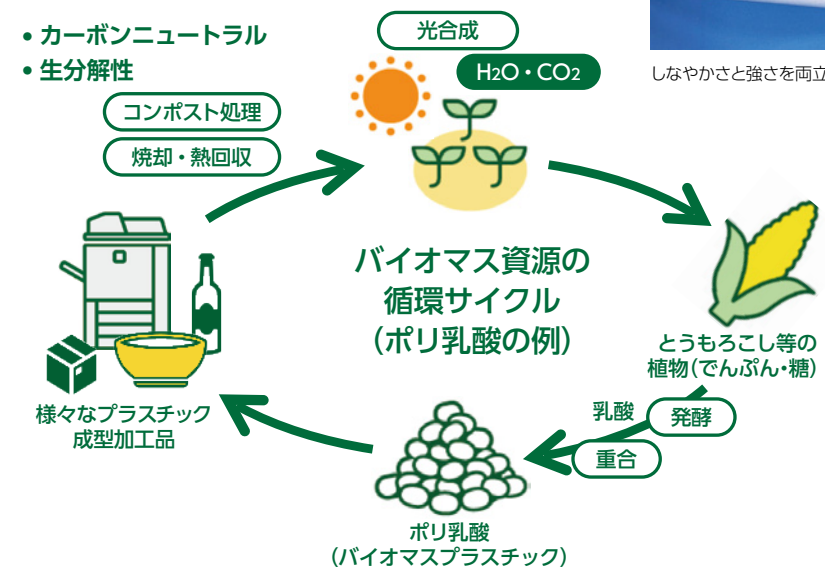 • カーボンニュートラル
• 生分解性
光合成
H2O・CO2
しなやかさと強さを両立
コンポスト処理
焼却・熱回収
バイオマス資源の
循環サイクル
（ポリ乳酸の例）
とうもろこし等の
植物（でんぷん・糖）
様々なプラスチック
成型加工品
乳酸
発酵
重合
ポリ乳酸
（バイオマスプラスチック）